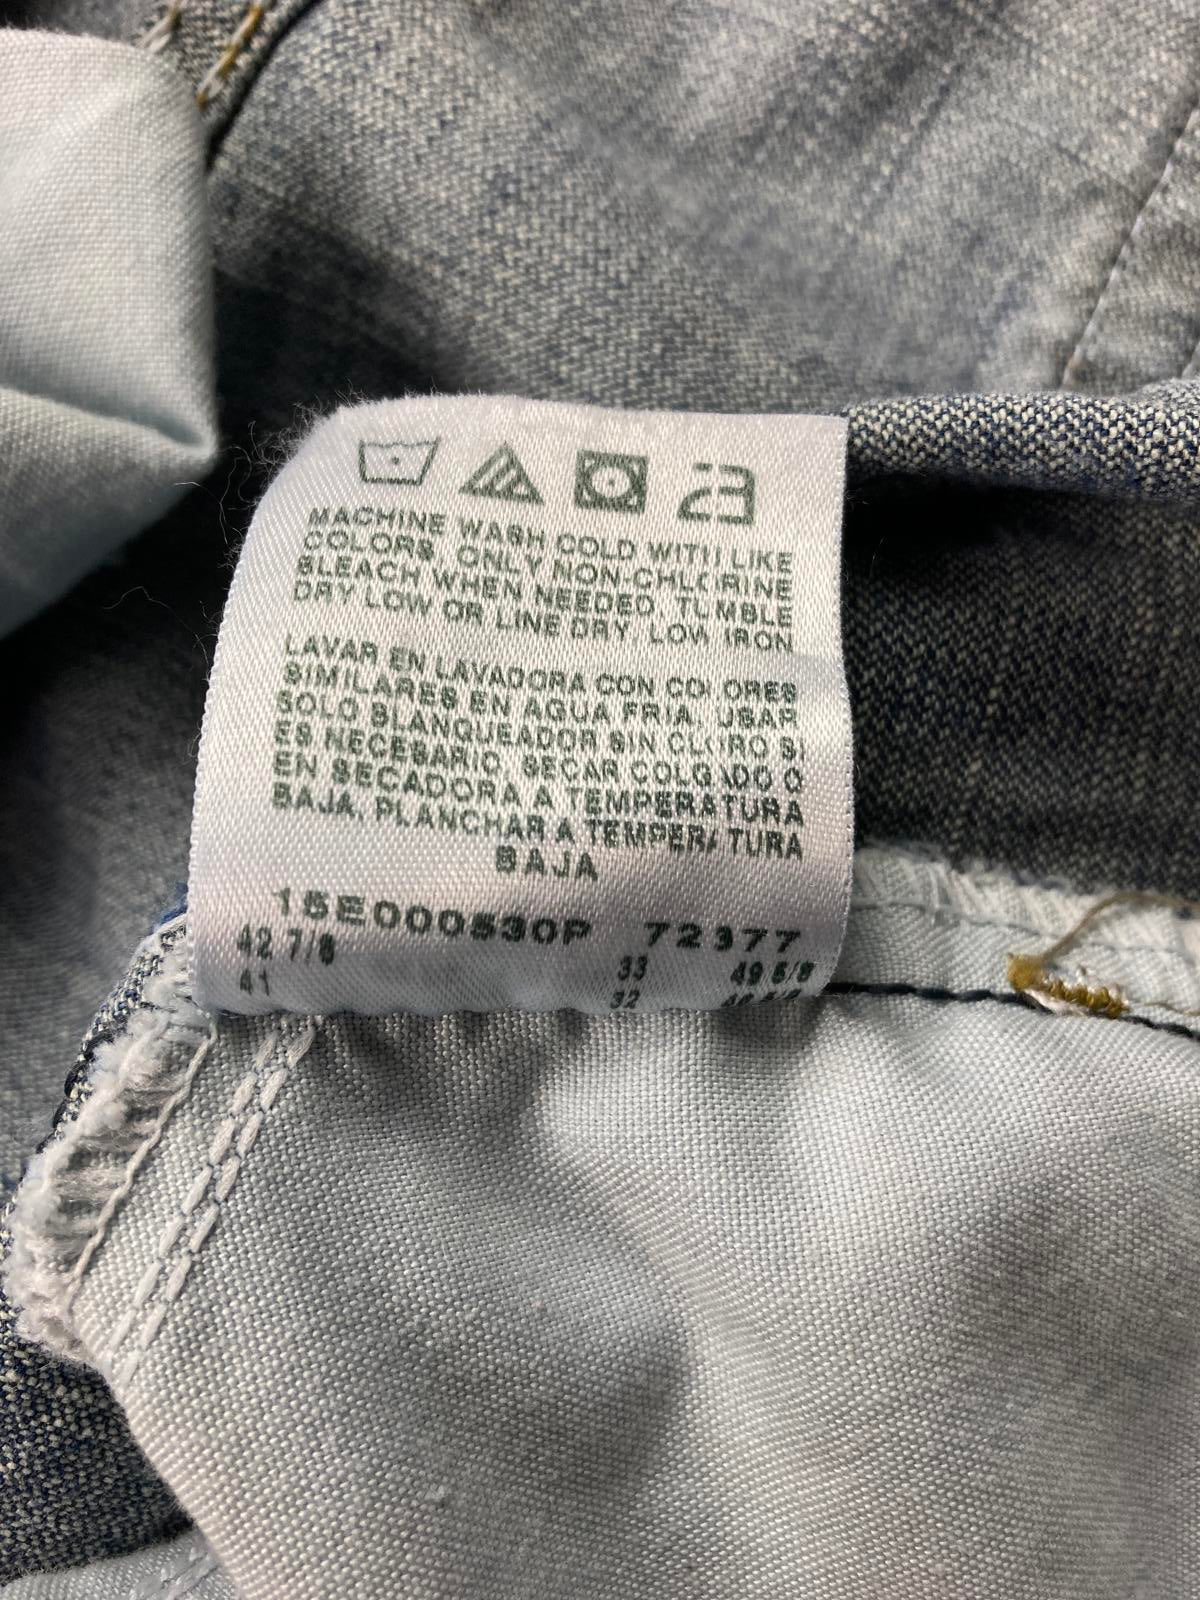 MACHINE WASH COLD WITH LIKE
COLORS, ONLY NON-CHLORINE
BLEACH WHEN NEEDED, TUMBLE
DRY LOW OR LINE DRY, LOW IRON
LAVAR EN LAVADORA CON COLORES
SIMILARES EN AGUA FRIA, USAR
SOLO BLANQUEADOR SIN CLORO SI
ES NECESARIO, SECAR COLGADO O
EN SECADORA A TEMPERATURA
BAJA, PLANCHAR A TEMPERATURA
BAJA
15E000530P 72377
42 7/8 33 49 5/8
41 32